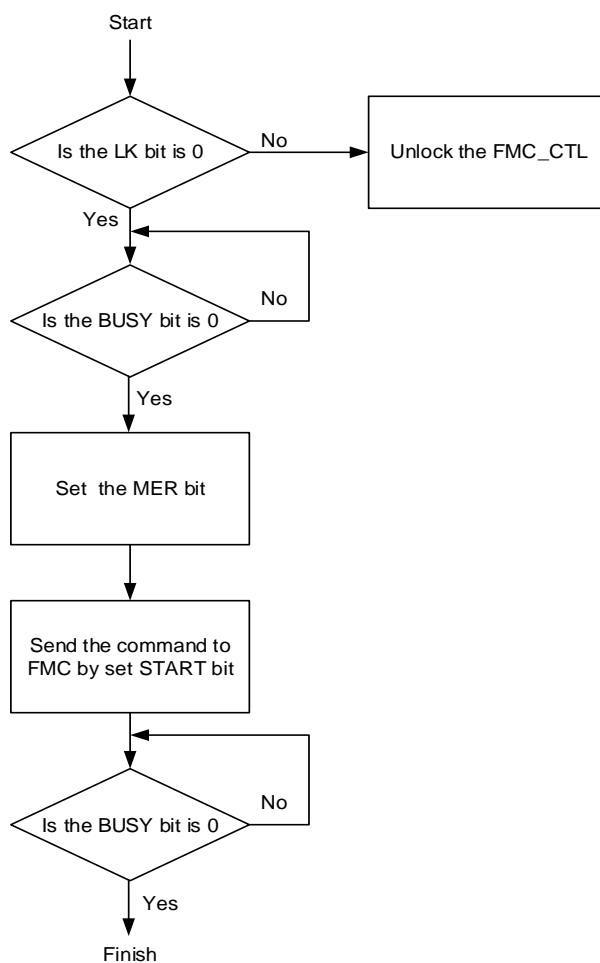 Start
Is the LK bit is 0
No
Unlock the FMC_CTL
Yes
No
Is the BUSY bit is 0
Yes
Set the MER bit
Send the command to
FMC by set START bit
No
Is the BUSY bit is 0
Yes
Finish